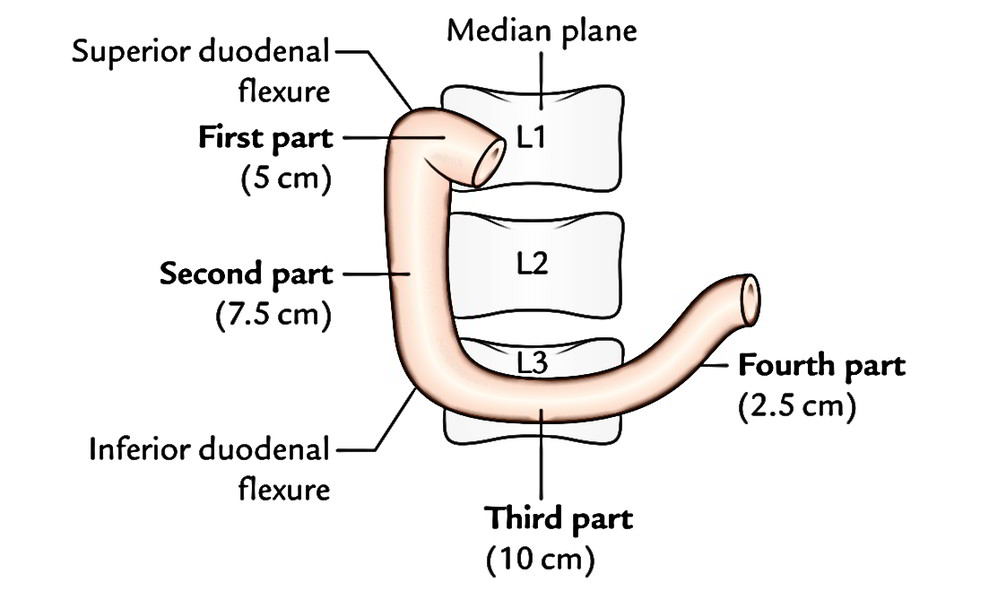 Median plane
Superior duodenal
flexure
First part
(5 cm)
L1
Second part
(7.5 cm)
L2
L3
Fourth part
(2.5 cm)
Inferior duodenal
flexure
Third part
(10 cm)